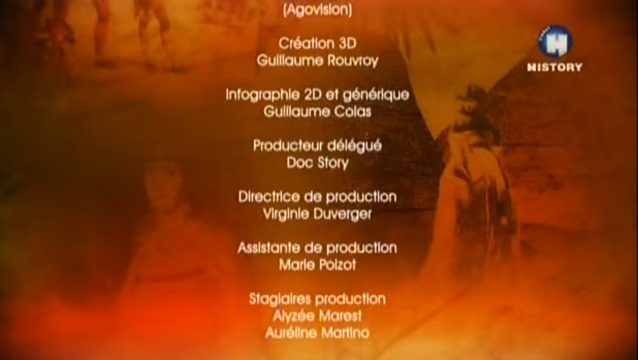 (Agovision)
Création 3D
Guillaume Rouvroy
Infographie 2D et générique
Guillaume Colas
Producteur délégué
Doc Story
Directrice de production
Virginie Duverger
Assistante de production
Marie Poizot
Stagiaires production
Alyzée Marest
Auréline Martino
H
HISTORY